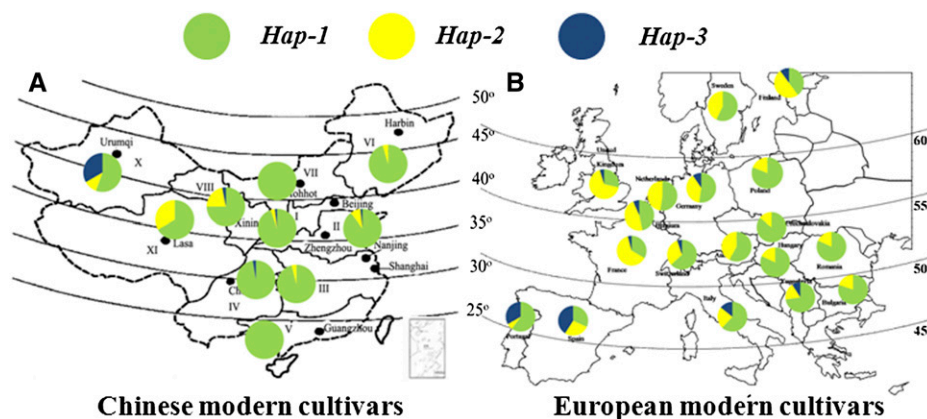 Hap-1 Hap-2 Hap-3
A
50°
45°
40°
35°
30°
25°
Harbin
VI
Urumqi
X
VII
VIII
Beijing
Xining
I
II
Zhengzhou
Nanjing
Shanghai
Lasa
XI
IV
III
V
Guangzhou
B
Sweden
Finland
60
55
50
45
United
Kingdom
Netherlands
Germany
Poland
France
Switzerland
Hungary
Romania
Bulgaria
Italy
Portugal
Spain
Chinese modern cultivars
European modern cultivars